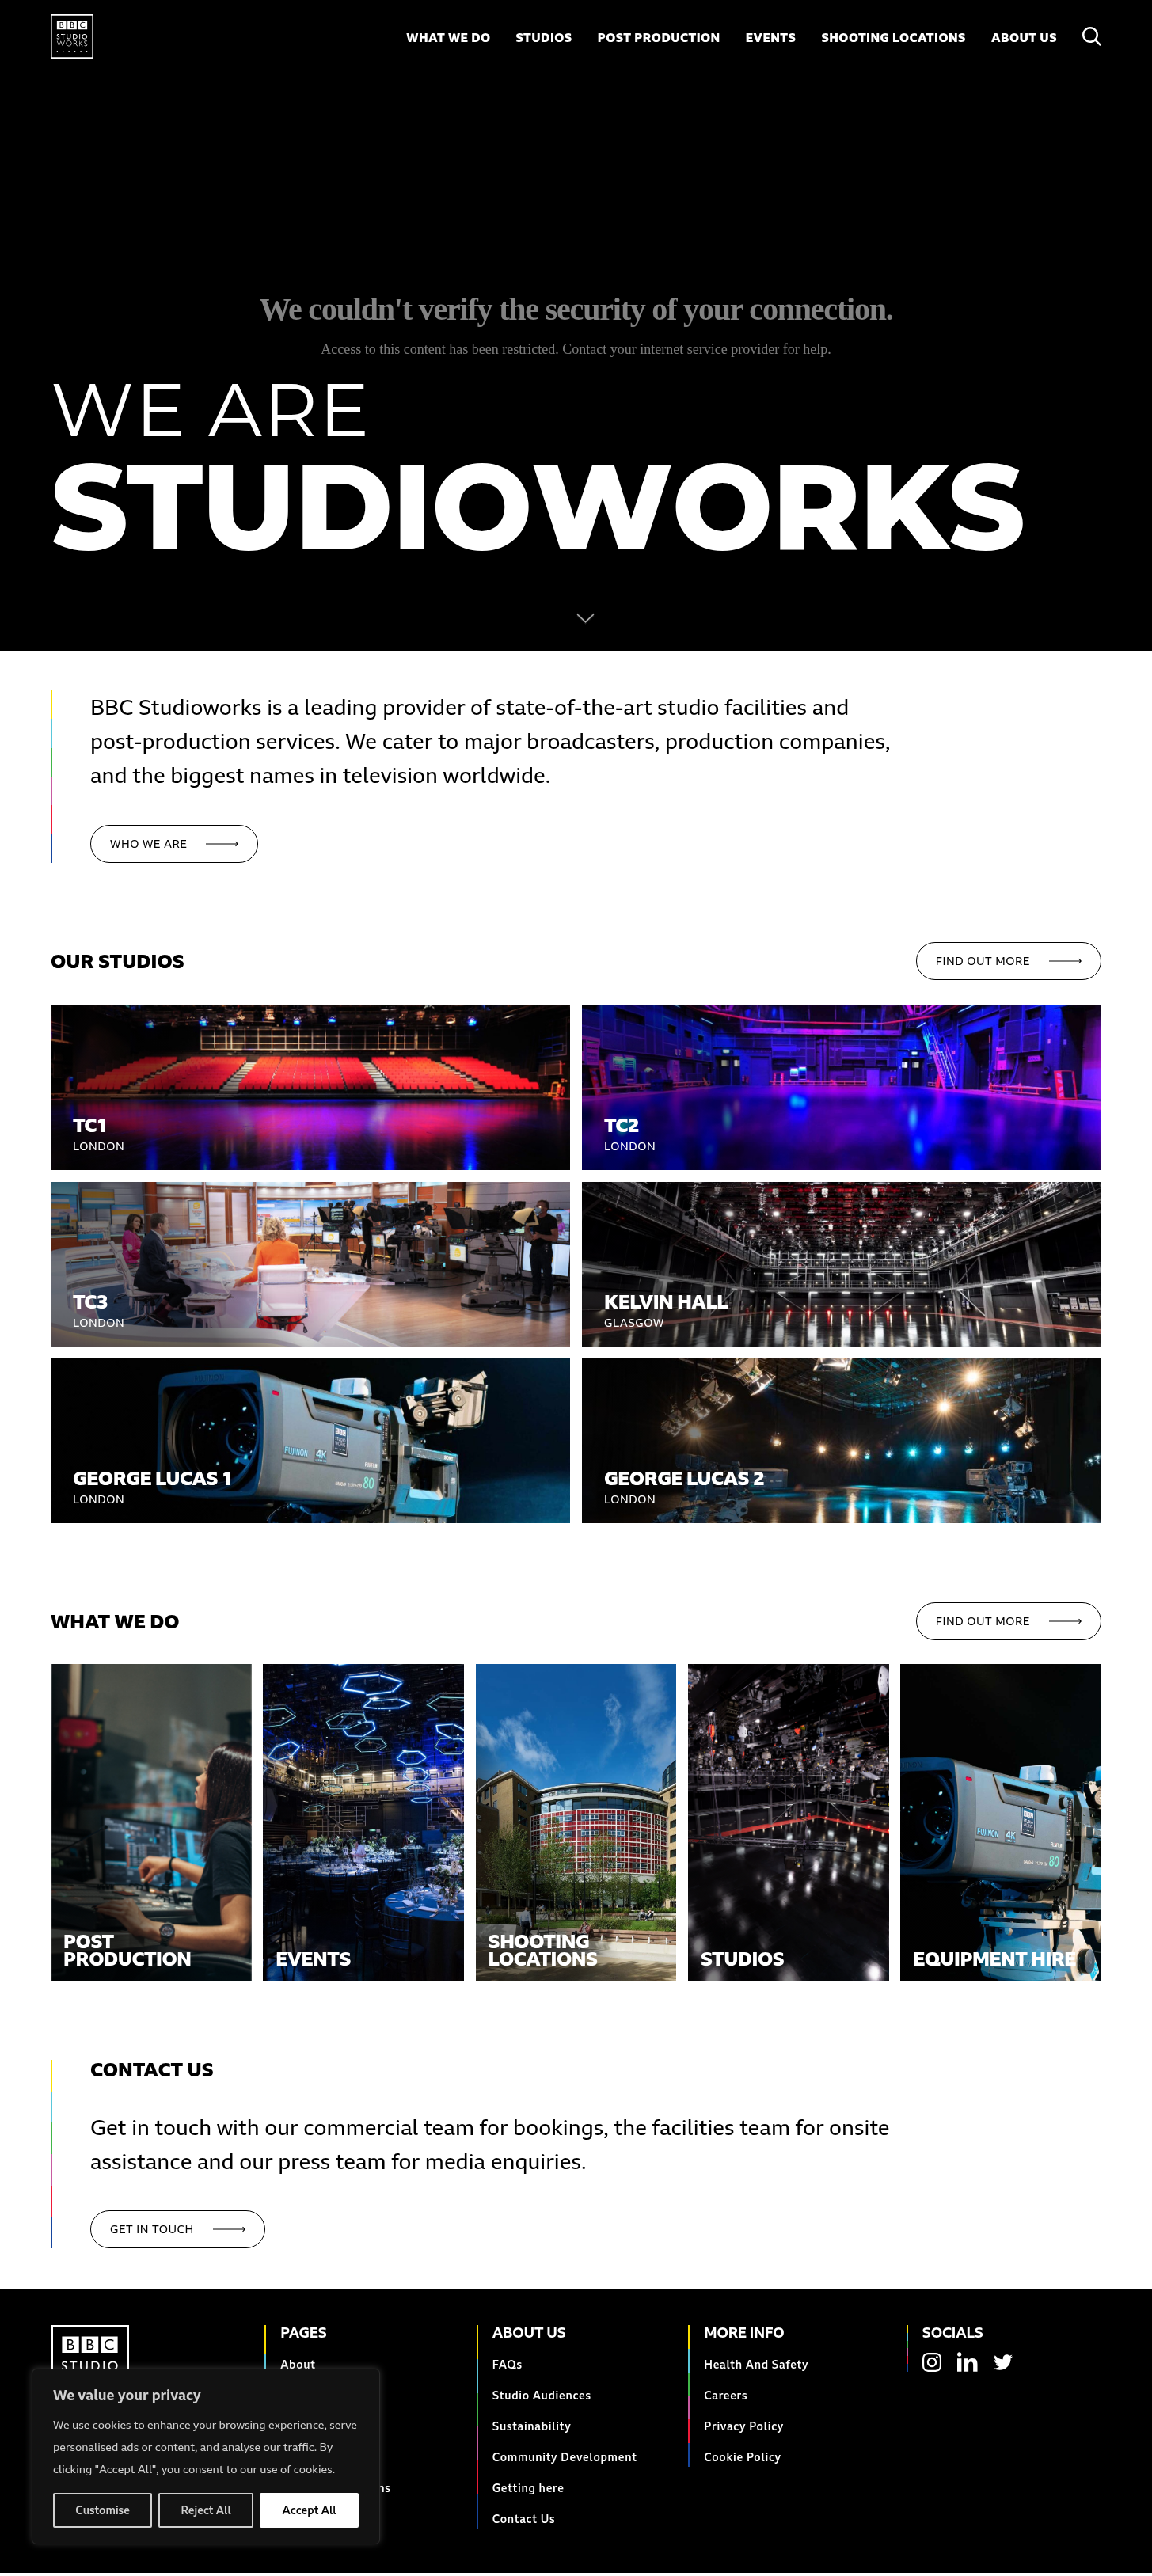 BBC
STUDIO
WORKS
WHAT WE DO
STUDIOS
POST PRODUCTION
EVENTS
SHOOTING LOCATIONS
ABOUT US
We couldn't verify the security of your connection.
Access to this content has been restricted. Contact your internet service provider for help.
WE ARE
STUDIOWORKS
BBC Studioworks is a leading provider of state-of-the-art studio facilities and
post-production services. We cater to major broadcasters, production companies,
and the biggest names in television worldwide.
WHO WE ARE
OUR STUDIOS
FIND OUT MORE
TC1
LONDON
TC2
LONDON
TC3
LONDON
KELVIN HALL
GLASGOW
FUJINON 4K
80
GEORGE LUCAS 1
LONDON
GEORGE LUCAS 2
LONDON
WHAT WE DO
FIND OUT MORE
POST
PRODUCTION
EVENTS
SHOOTING
LOCATIONS
STUDIOS
FUJINON 4K
80
EQUIPMENT HIRE
CONTACT US
Get in touch with our commercial team for bookings, the facilities team for onsite
assistance and our press team for media enquiries.
GET IN TOUCH
BBC
STUDIO
PAGES
About
ns
ABOUT US
FAQs
Studio Audiences
Sustainability
Community Development
Getting here
Contact Us
MORE INFO
Health And Safety
Careers
Privacy Policy
Cookie Policy
SOCIALS
We value your privacy
We use cookies to enhance your browsing experience, serve
personalised ads or content, and analyse our traffic. By
clicking "Accept All", you consent to our use of cookies.
Customise
Reject All
Accept All